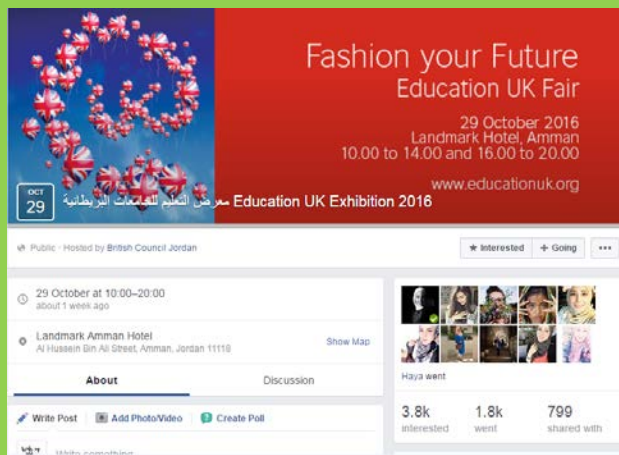 Fashion your Future
Education UK Fair
29 October 2016
Landmark Hotel, Amman
10.00 to 14.00 and 16.00 to 20.00
www.educationuk.org
OCT
29
معرض التعليم للجامعات البريطانية Education UK Exhibition 2016
Public · Hosted by British Council Jordan
★ Interested
+ Going
•••
29 October at 10:00–20:00
about 1 week ago
Landmark Amman Hotel
Show Map
Al Hussein Bin Ali Street, Amman, Jordan 11118
About
Discussion
Haya went
3.8k
1.8k
799
interested
went
shared with
Write Post
Add Photo/Video
Create Poll
Write something